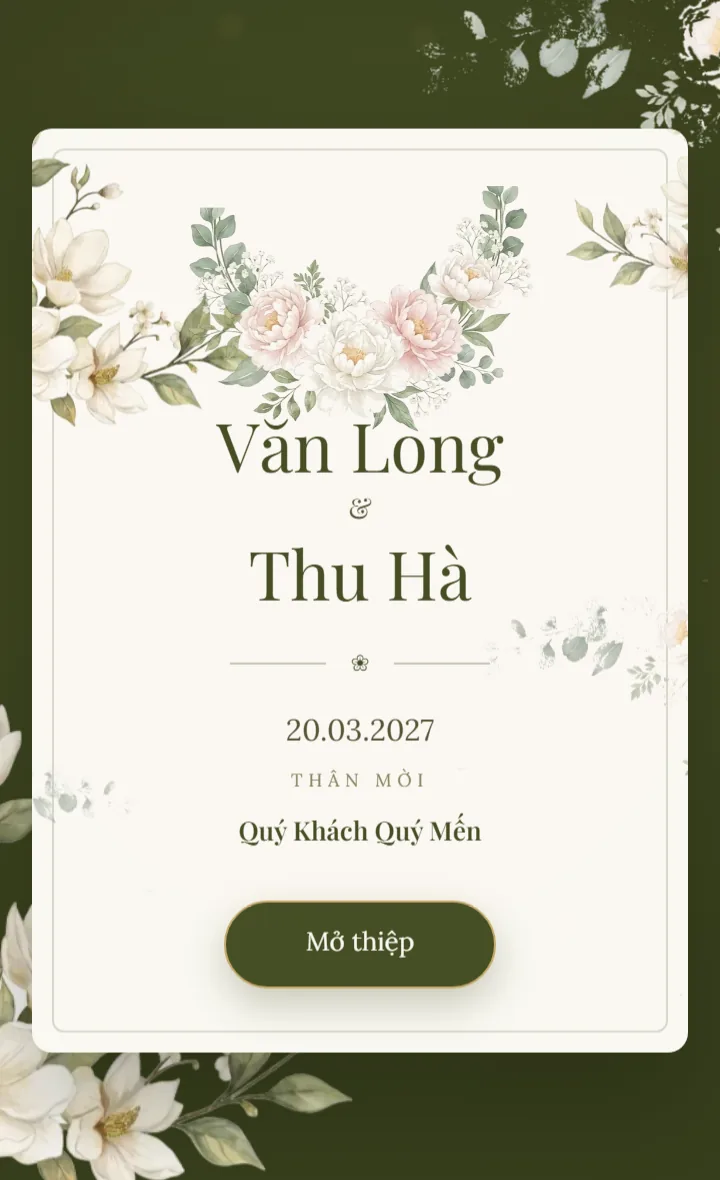 Văn Long
&
Thu Hà
20.03.2027
THÂN MỜI
Quý Khách Quý Mến
Mở thiệp